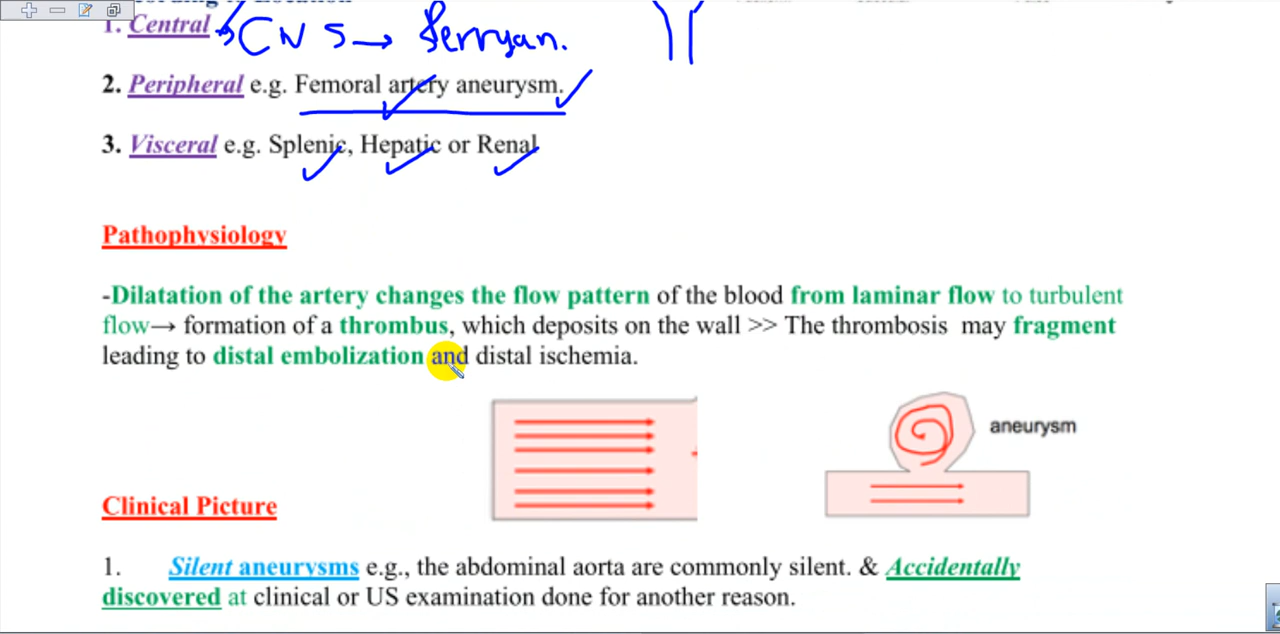 1. Central CNS → Berryan.
2. Peripheral e.g. Femoral artery aneurysm.
3. Visceral e.g. Splenic, Hepatic or Renal
Pathophysiology
-Dilatation of the artery changes the flow pattern of the blood from laminar flow to turbulent
flow→ formation of a thrombus, which deposits on the wall >> The thrombosis may fragment
leading to distal embolization and distal ischemia.
aneurysm
Clinical Picture
1. Silent aneurysms e.g., the abdominal aorta are commonly silent. & Accidentally
discovered at clinical or US examination done for another reason.